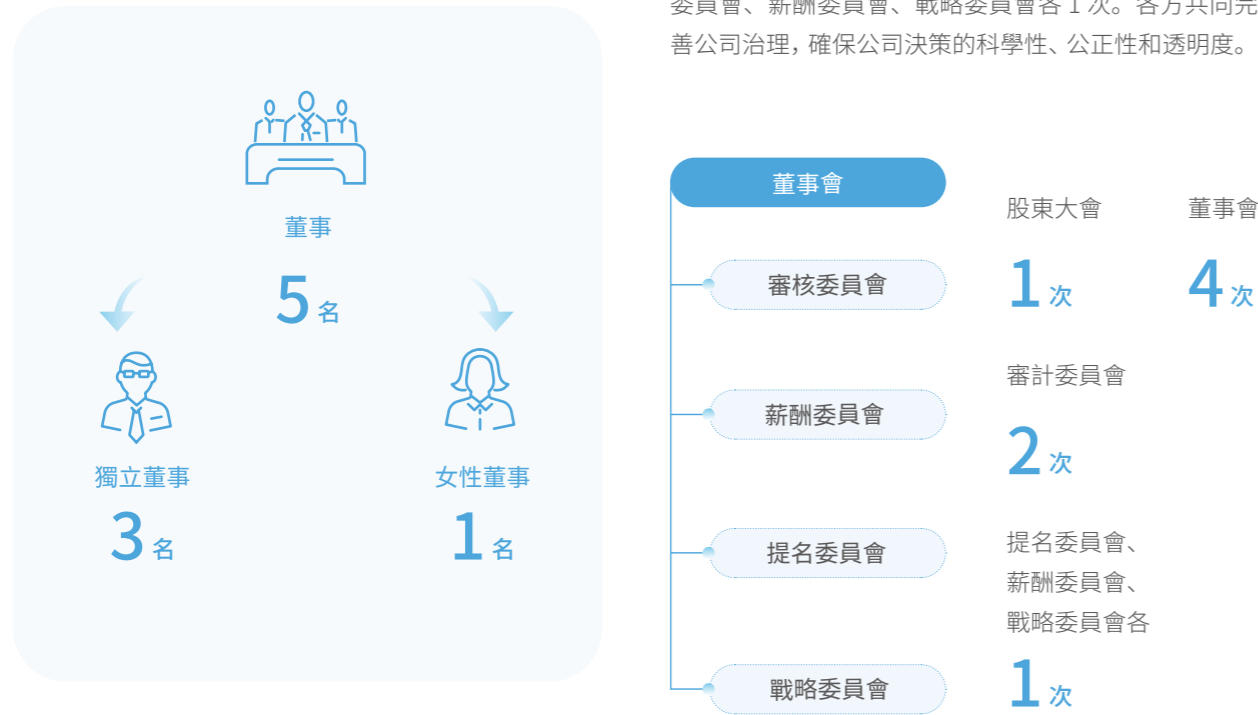 委員會、薪酬委員會、戰略委員會各 1 次。各方共同完
善公司治理，確保公司決策的科學性、公正性和透明度。
董事
5 名
獨立董事
3 名
女性董事
1 名
董事會
審核委員會
薪酬委員會
提名委員會
戰略委員會
股東大會
1 次
董事會
4 次
審計委員會
2 次
提名委員會、
薪酬委員會、
戰略委員會各
1 次